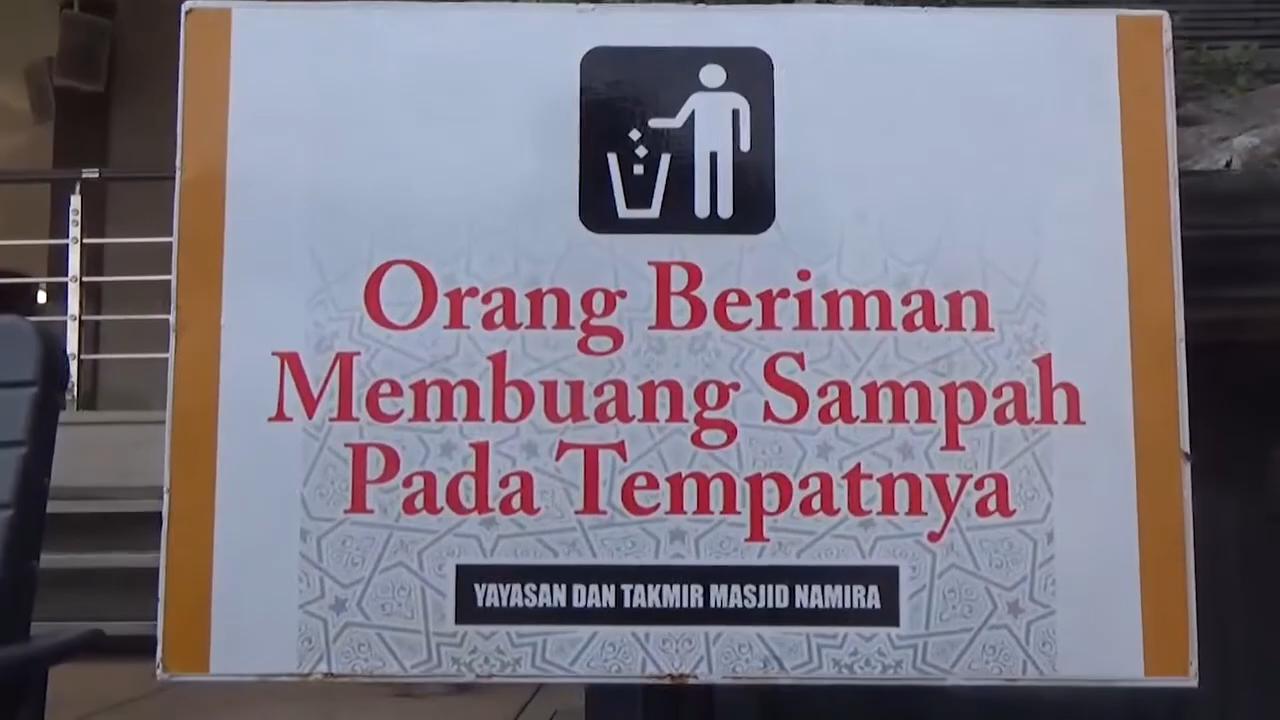 Orang Beriman
Membuang Sampah
Pada Tempatnya
YAYASAN DAN TAKMIR MASJID NAMIRA